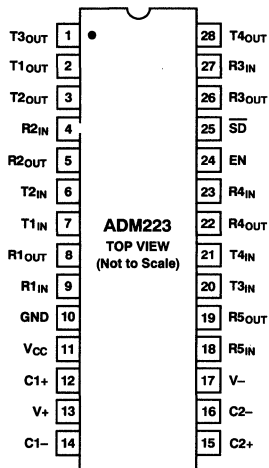 T3OUT 1 28 T4OUT
T1OUT 2 27 R3IN
T2OUT 3 26 R3OUT
R2IN 4 25 SD
R2OUT 5 24 EN
T2IN 6 23 R4IN
T1IN 7 22 R4OUT
ADM223
TOP VIEW
(Not to Scale)
R1OUT 8 21 T4IN
R1IN 9 20 T3IN
GND 10 19 R5OUT
VCC 11 18 R5IN
C1+ 12 17 V–
V+ 13 16 C2–
C1– 14 15 C2+